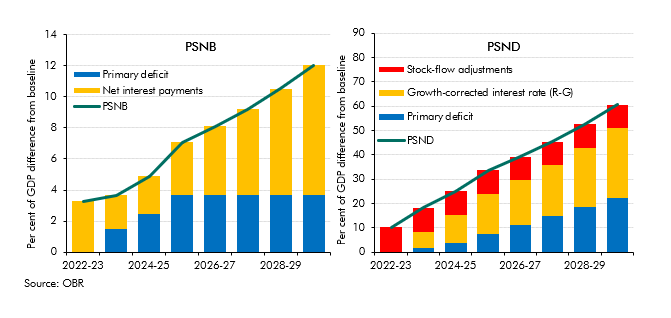 PSNB
Per cent of GDP difference from baseline
14
12
10
8
6
4
2
0
Primary deficit
Net interest payments
PSNB
2022-23
2024-25
2026-27
2028-29
PSND
Per cent of GDP difference from baseline
90
80
70
60
50
40
30
20
10
0
Stock-flow adjustments
Growth-corrected interest rate (R-G)
Primary deficit
PSND
2022-23
2024-25
2026-27
2028-29
Source: OBR